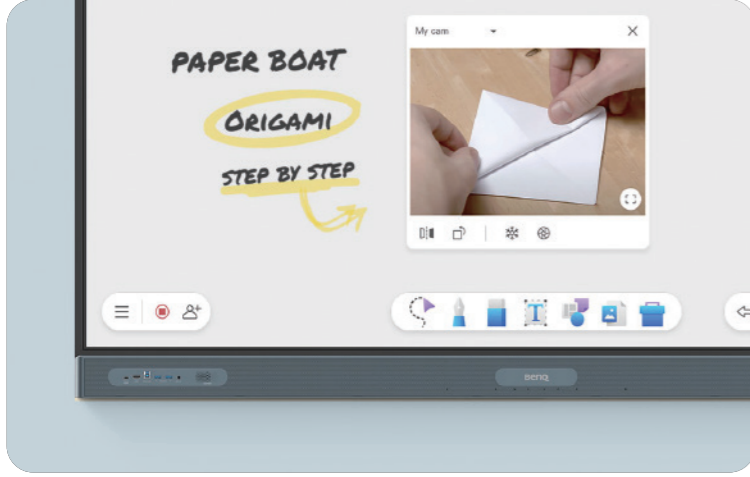 PAPER BOAT
ORIGAMI
STEP BY STEP
My cam
T
BenQ